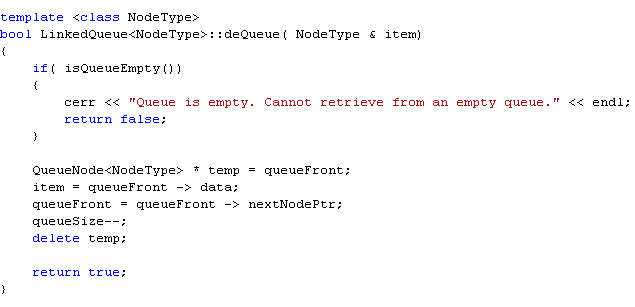 template <class NodeType>
bool LinkedQueue<NodeType>::deQueue( NodeType & item)
{
    if( isQueueEmpty())
    {
        cerr << "Queue is empty. Cannot retrieve from an empty queue." << endl;
        return false;
    }

    QueueNode<NodeType> * temp = queueFront;
    item = queueFront -> data;
    queueFront = queueFront -> nextNodePtr;
    queueSize--;
    delete temp;

    return true;
}